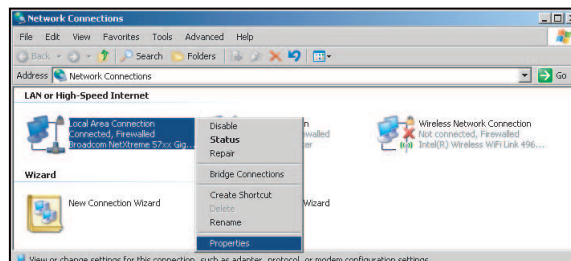 Network Connections
File Edit View Favorites Tools Advanced Help
Back Search Folders
Address Network Connections Go
LAN or High-Speed Internet
Local Area Connection
Connected, Firewalled
Broadcom NetXtreme 57xx Gig...
Disable
Status
Repair
Bridge Connections
Create Shortcut
Delete
Rename
Properties
Wireless Network Connection
Not connected, Firewalled
Intel(R) Wireless WiFi Link 496...
Wizard
New Connection Wizard
Wizard
View or change settings for this connection, such as adapter, protocol, or modem configuration settings.